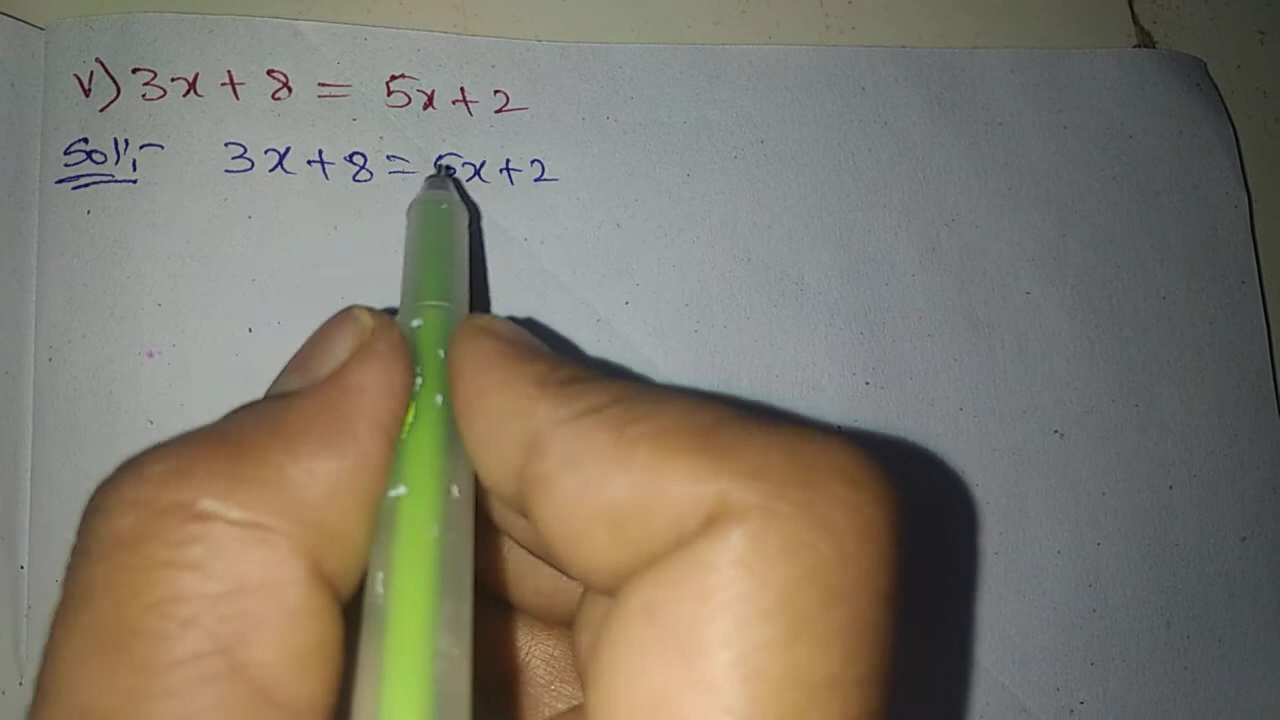 v) 3x + 8 = 5x + 2
Sol:- 3x + 8 = 5x + 2